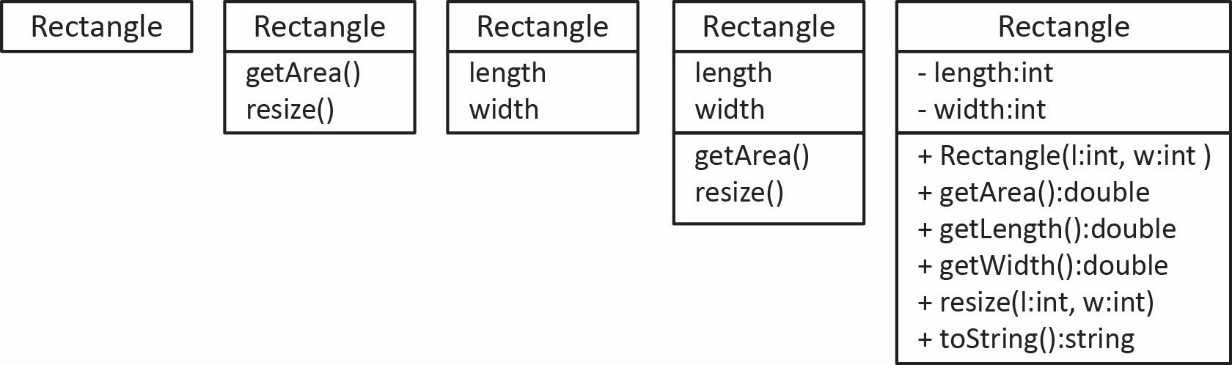 Rectangle
Rectangle
getArea()
resize()
Rectangle
length
width
Rectangle
length
width
getArea()
resize()
Rectangle
- length:int
- width:int
+ Rectangle(l:int, w:int )
+ getArea():double
+ getLength():double
+ getWidth():double
+ resize(l:int, w:int)
+ toString():string